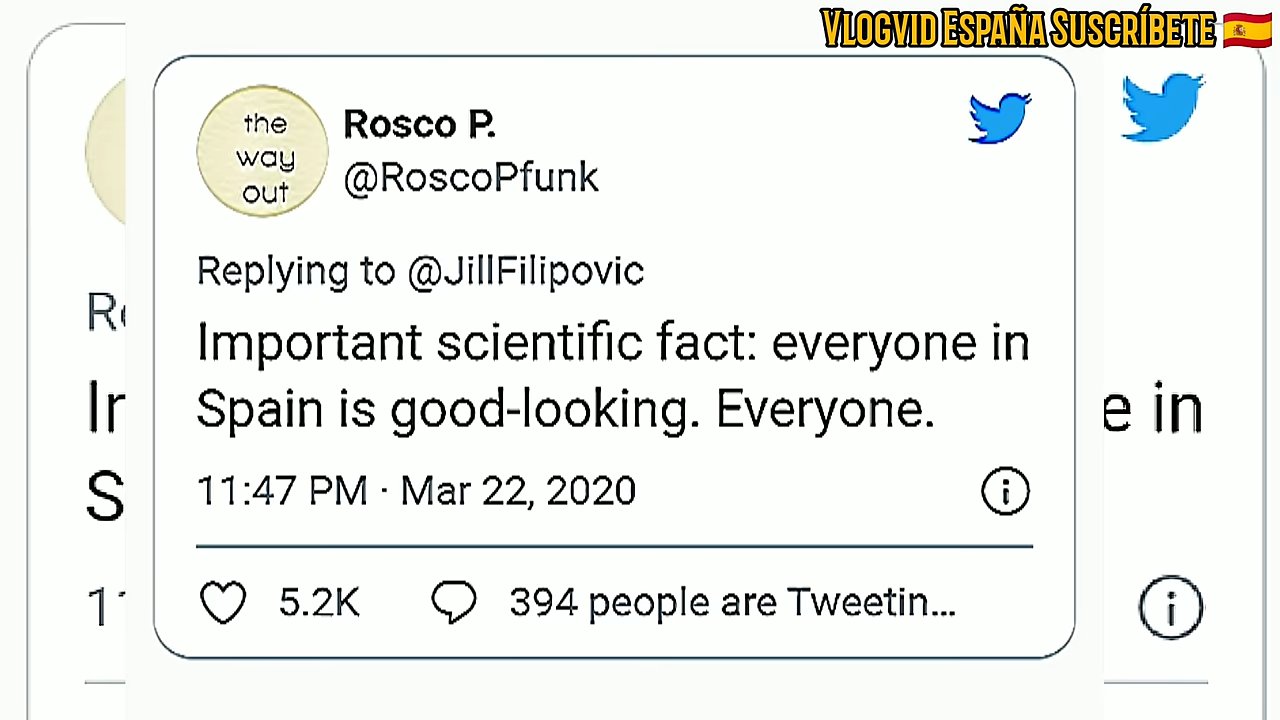 VLOGVID ESPAÑA SUSCRÍBETE
the
way
out
Rosco P.
@RoscoPfunk
Replying to @JillFilipovic
Important scientific fact: everyone in
Spain is good-looking. Everyone.
11:47 PM · Mar 22, 2020
5.2K
394 people are Tweetin...
e in